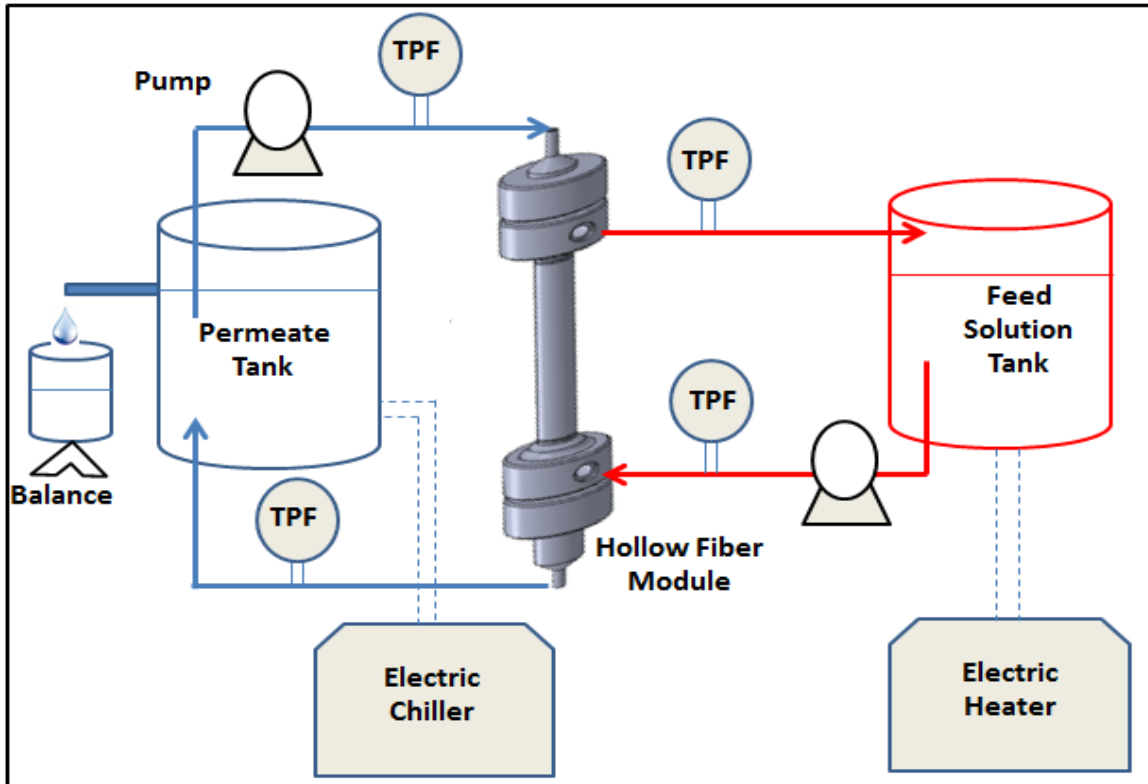 TPF
Pump
TPF
Permeate
Tank
Feed
Solution
Tank
TPF
Balance
TPF
Hollow Fiber
Module
Electric
Chiller
Electric
Heater